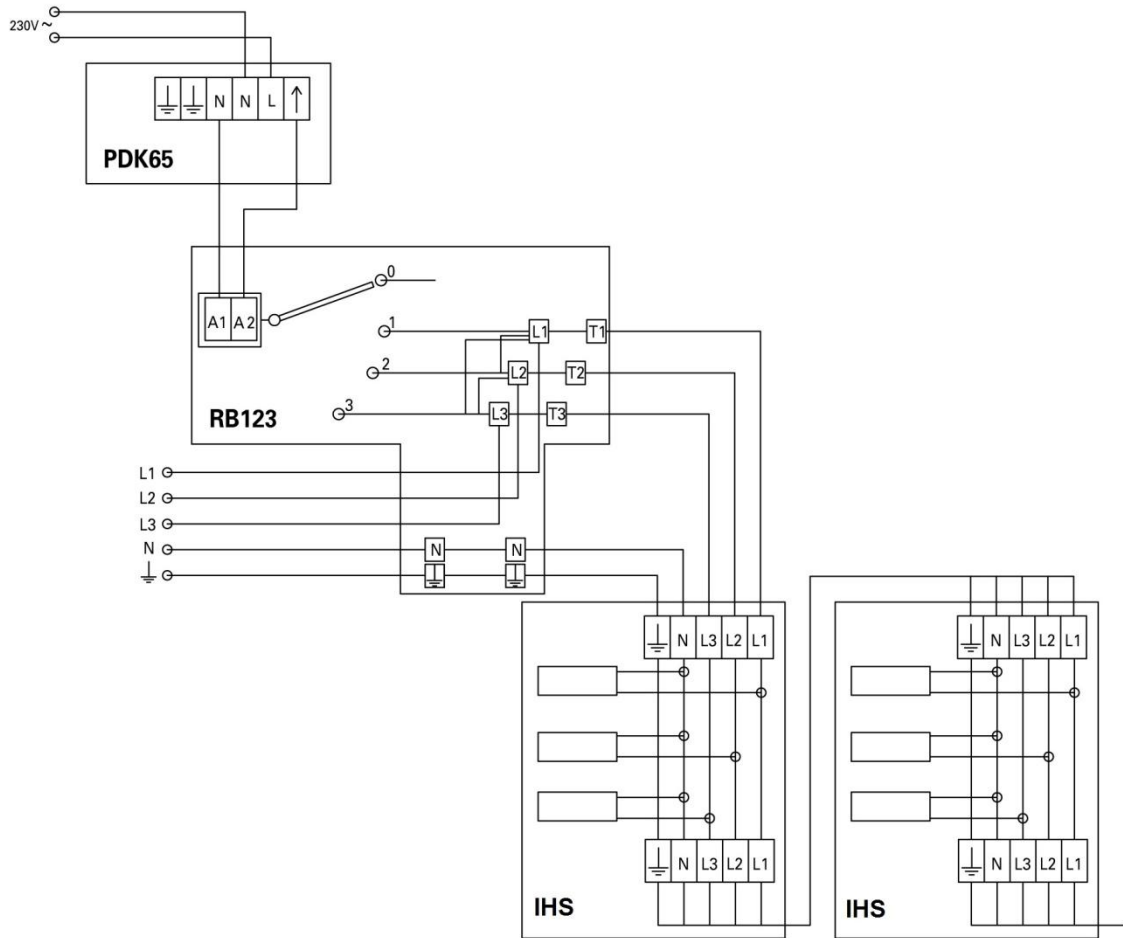 230V ~
N N L ↑
PDK65
0
A1 A2
1 L1 T1
2 L2 T2
3 L3 T3
RB123
L1
L2
L3
N N N
N L3 L2 L1 N L3 L2 L1
N L3 L2 L1 N L3 L2 L1
IHS IHS